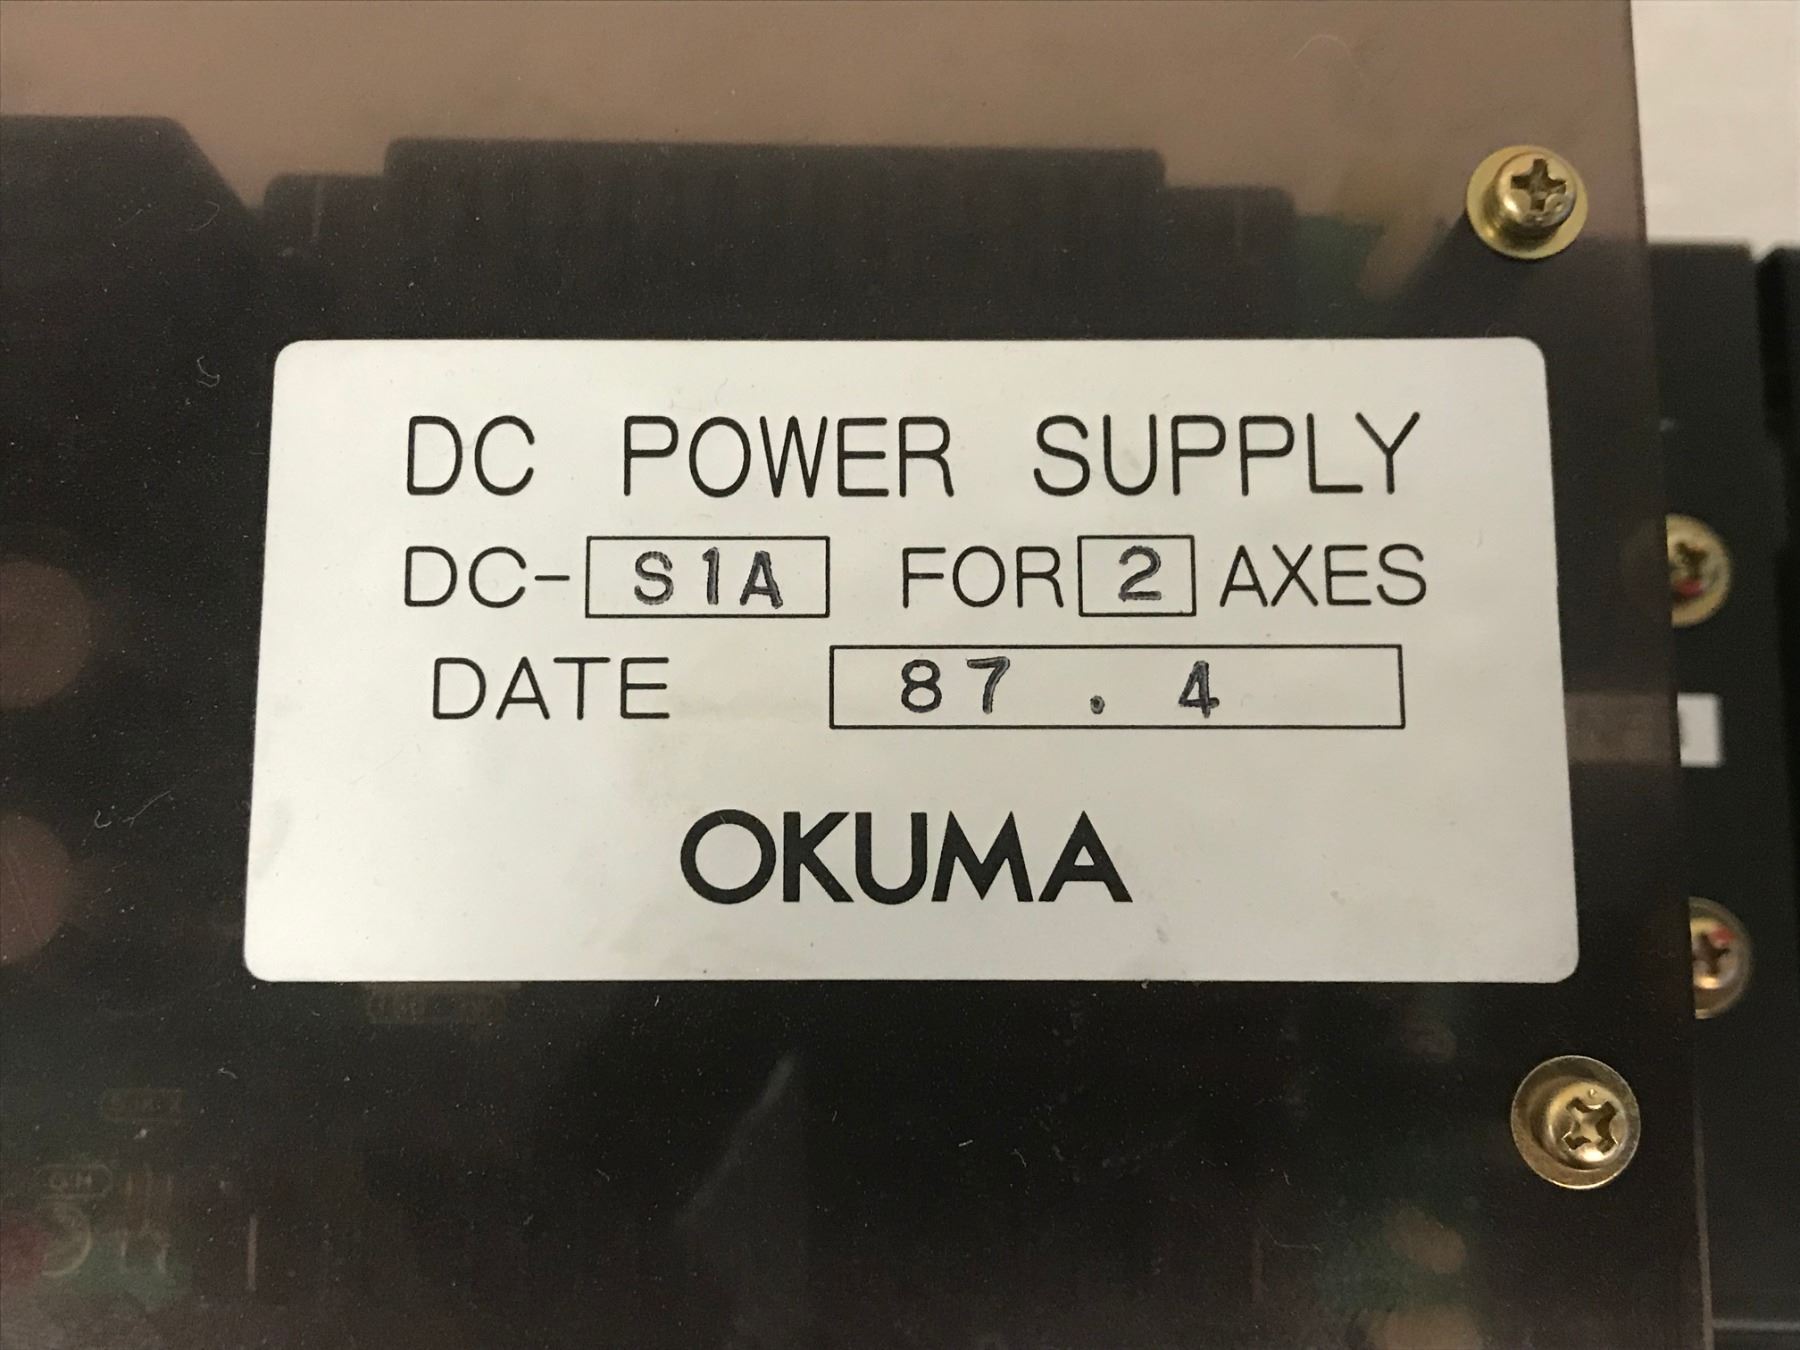 DC POWER SUPPLY
DC-S1A FOR 2 AXES
DATE 87.4
OKUMA